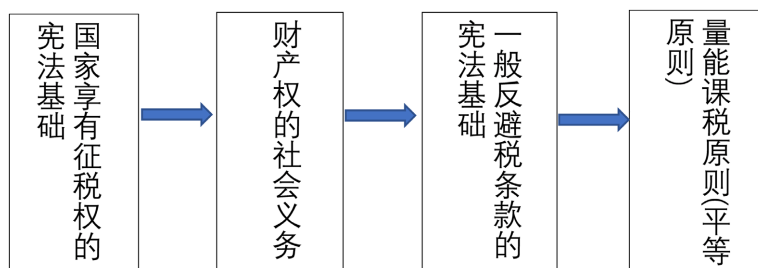 国家享有征税权的
宪法基础
财产权的社会义务
一般反避税条款的
宪法基础
量能课税原则(平等
原则)